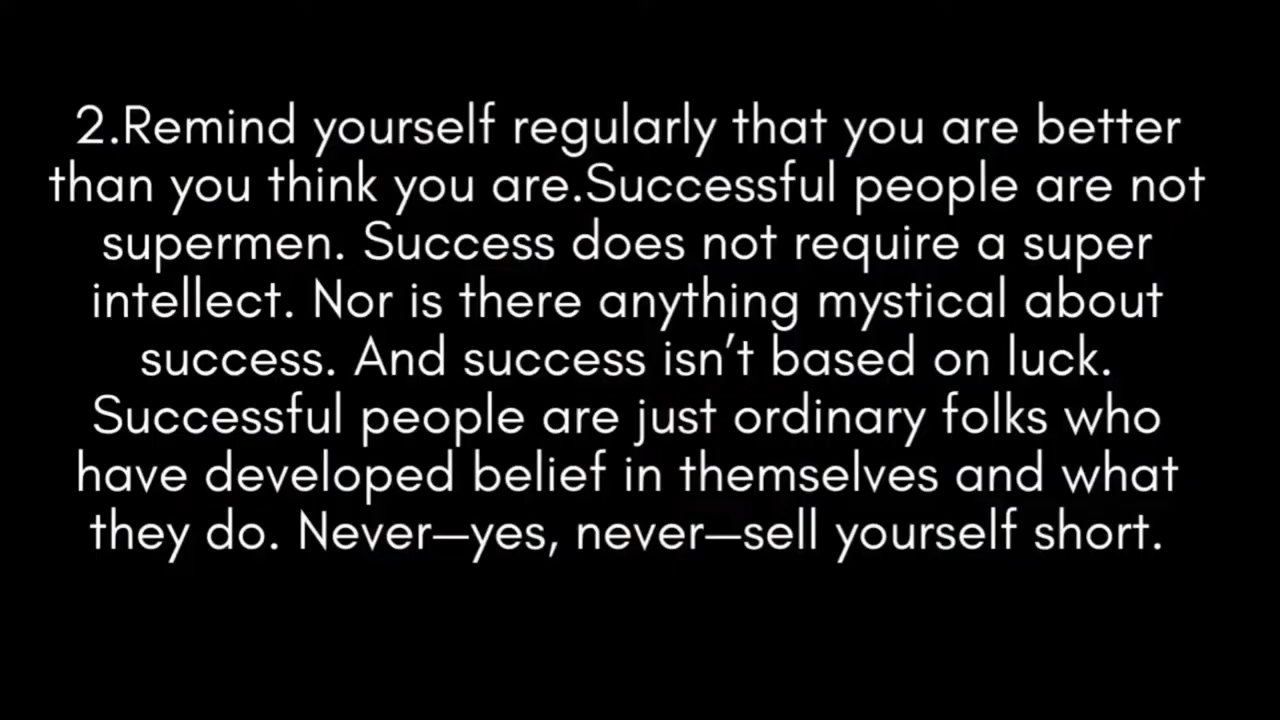 2.Remind yourself regularly that you are better
than you think you are.Successful people are not
supermen. Success does not require a super
intellect. Nor is there anything mystical about
success. And success isn’t based on luck.
Successful people are just ordinary folks who
have developed belief in themselves and what
they do. Never—yes, never—sell yourself short.